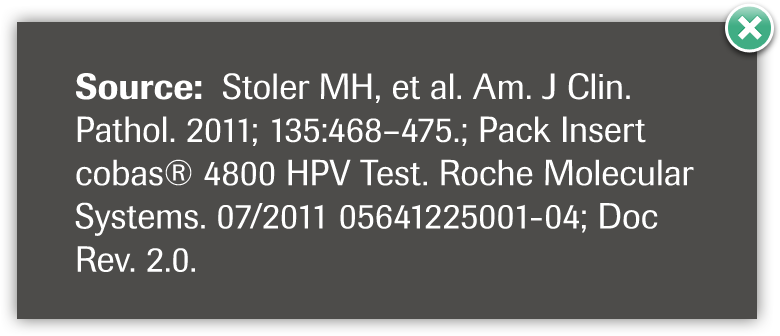 Source: Stoler MH, et al. Am. J Clin.
Pathol. 2011; 135:468–475.; Pack Insert
cobas® 4800 HPV Test. Roche Molecular
Systems. 07/2011 05641225001-04; Doc
Rev. 2.0.